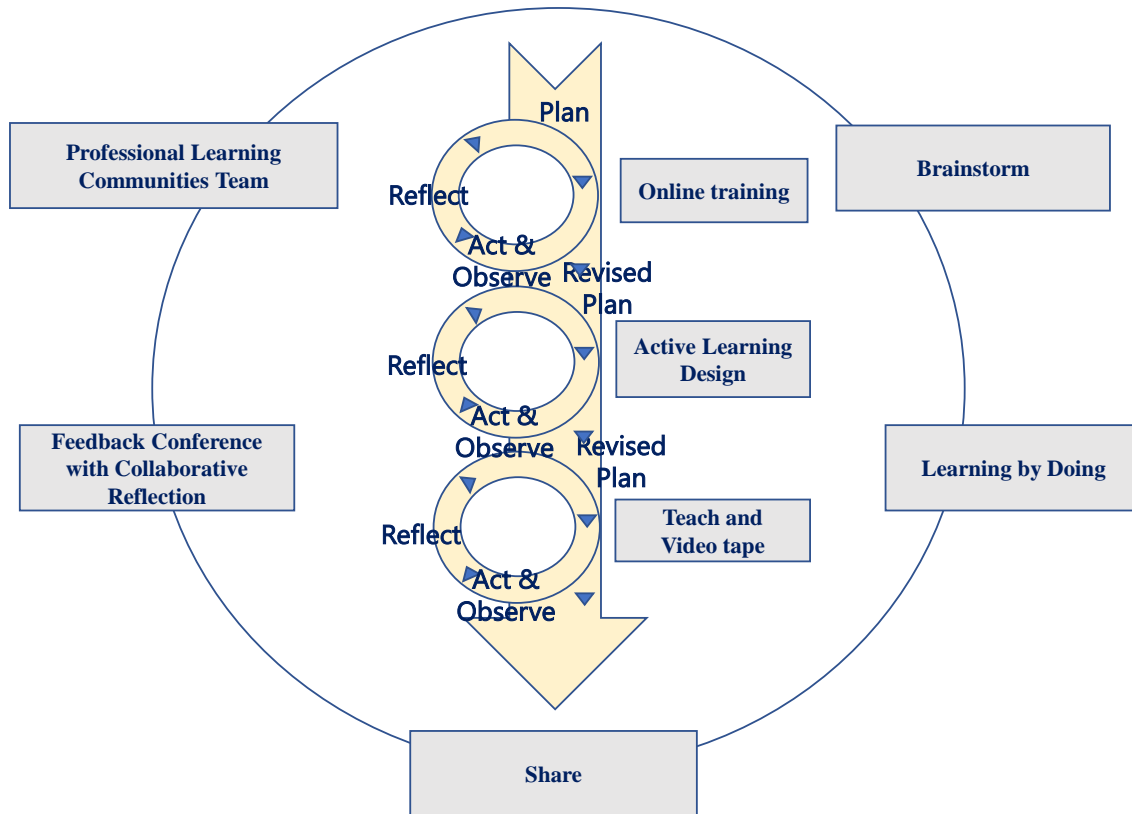 Plan
Professional Learning
Communities Team
Brainstorm
Online training
Reflect
Act &
Observe
Revised
Plan
Active Learning
Design
Reflect
Act &
Observe
Revised
Plan
Feedback Conference
with Collaborative
Reflection
Learning by Doing
Teach and
Video tape
Reflect
Act &
Observe
Share